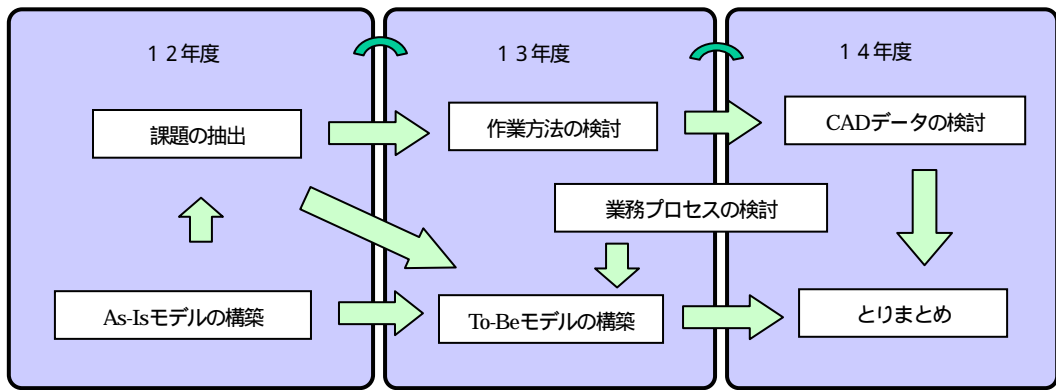 １２年度
１３年度
１４年度
課題の抽出
作業方法の検討
CADデータの検討
業務プロセスの検討
As-Isモデルの構築
To-Beモデルの構築
とりまとめ